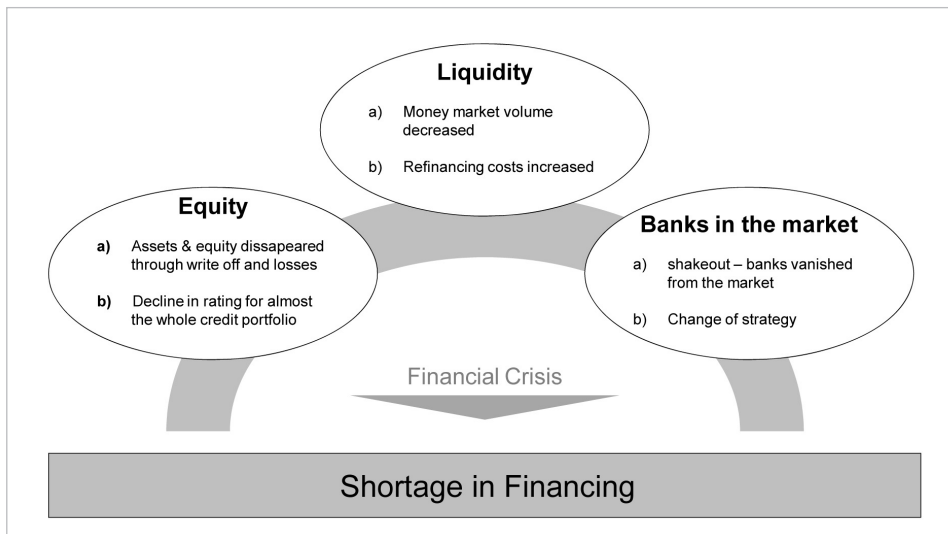 Liquidity
a) Money market volume
decreased
b) Refinancing costs increased
Equity
a) Assets & equity dissapeared
through write off and losses
b) Decline in rating for almost
the whole credit portfolio
Banks in the market
a) shakeout – banks vanished
from the market
b) Change of strategy
Financial Crisis
Shortage in Financing